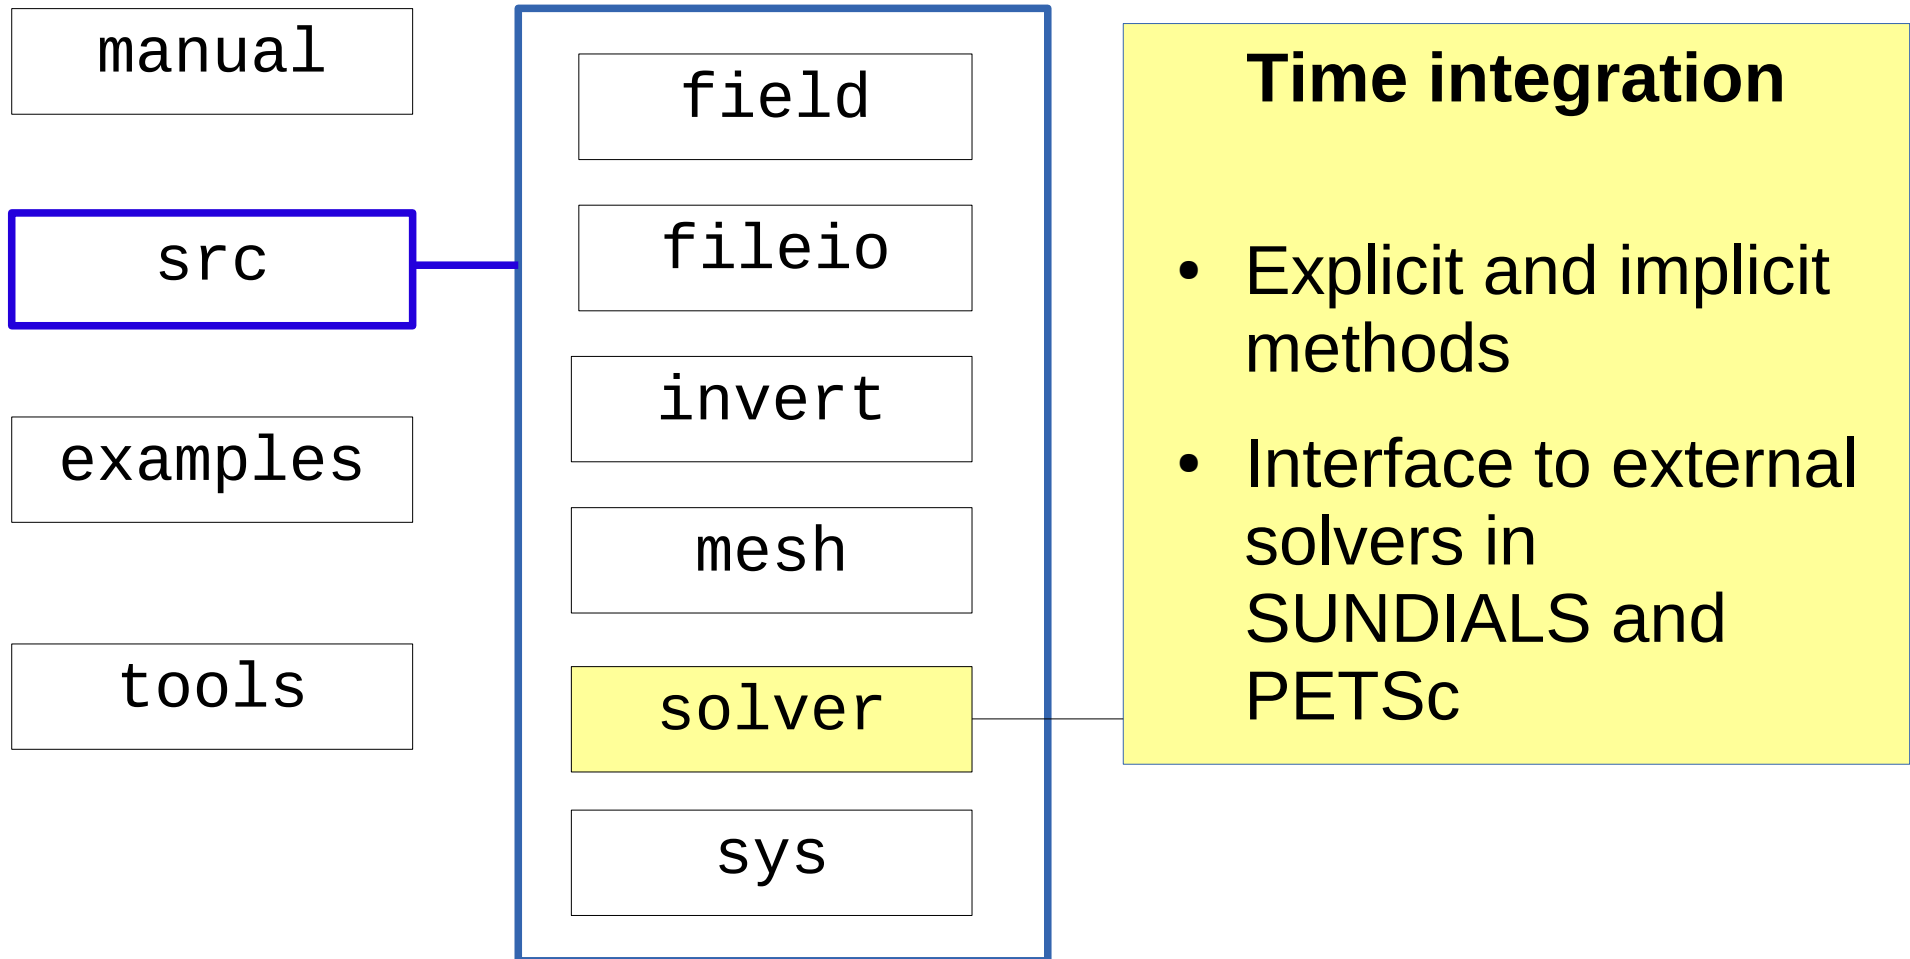 manual
src
examples
tools
field
fileio
invert
mesh
solver
sys
Time integration
• Explicit and implicit
methods
• Interface to external
solvers in
SUNDIALS and
PETSc